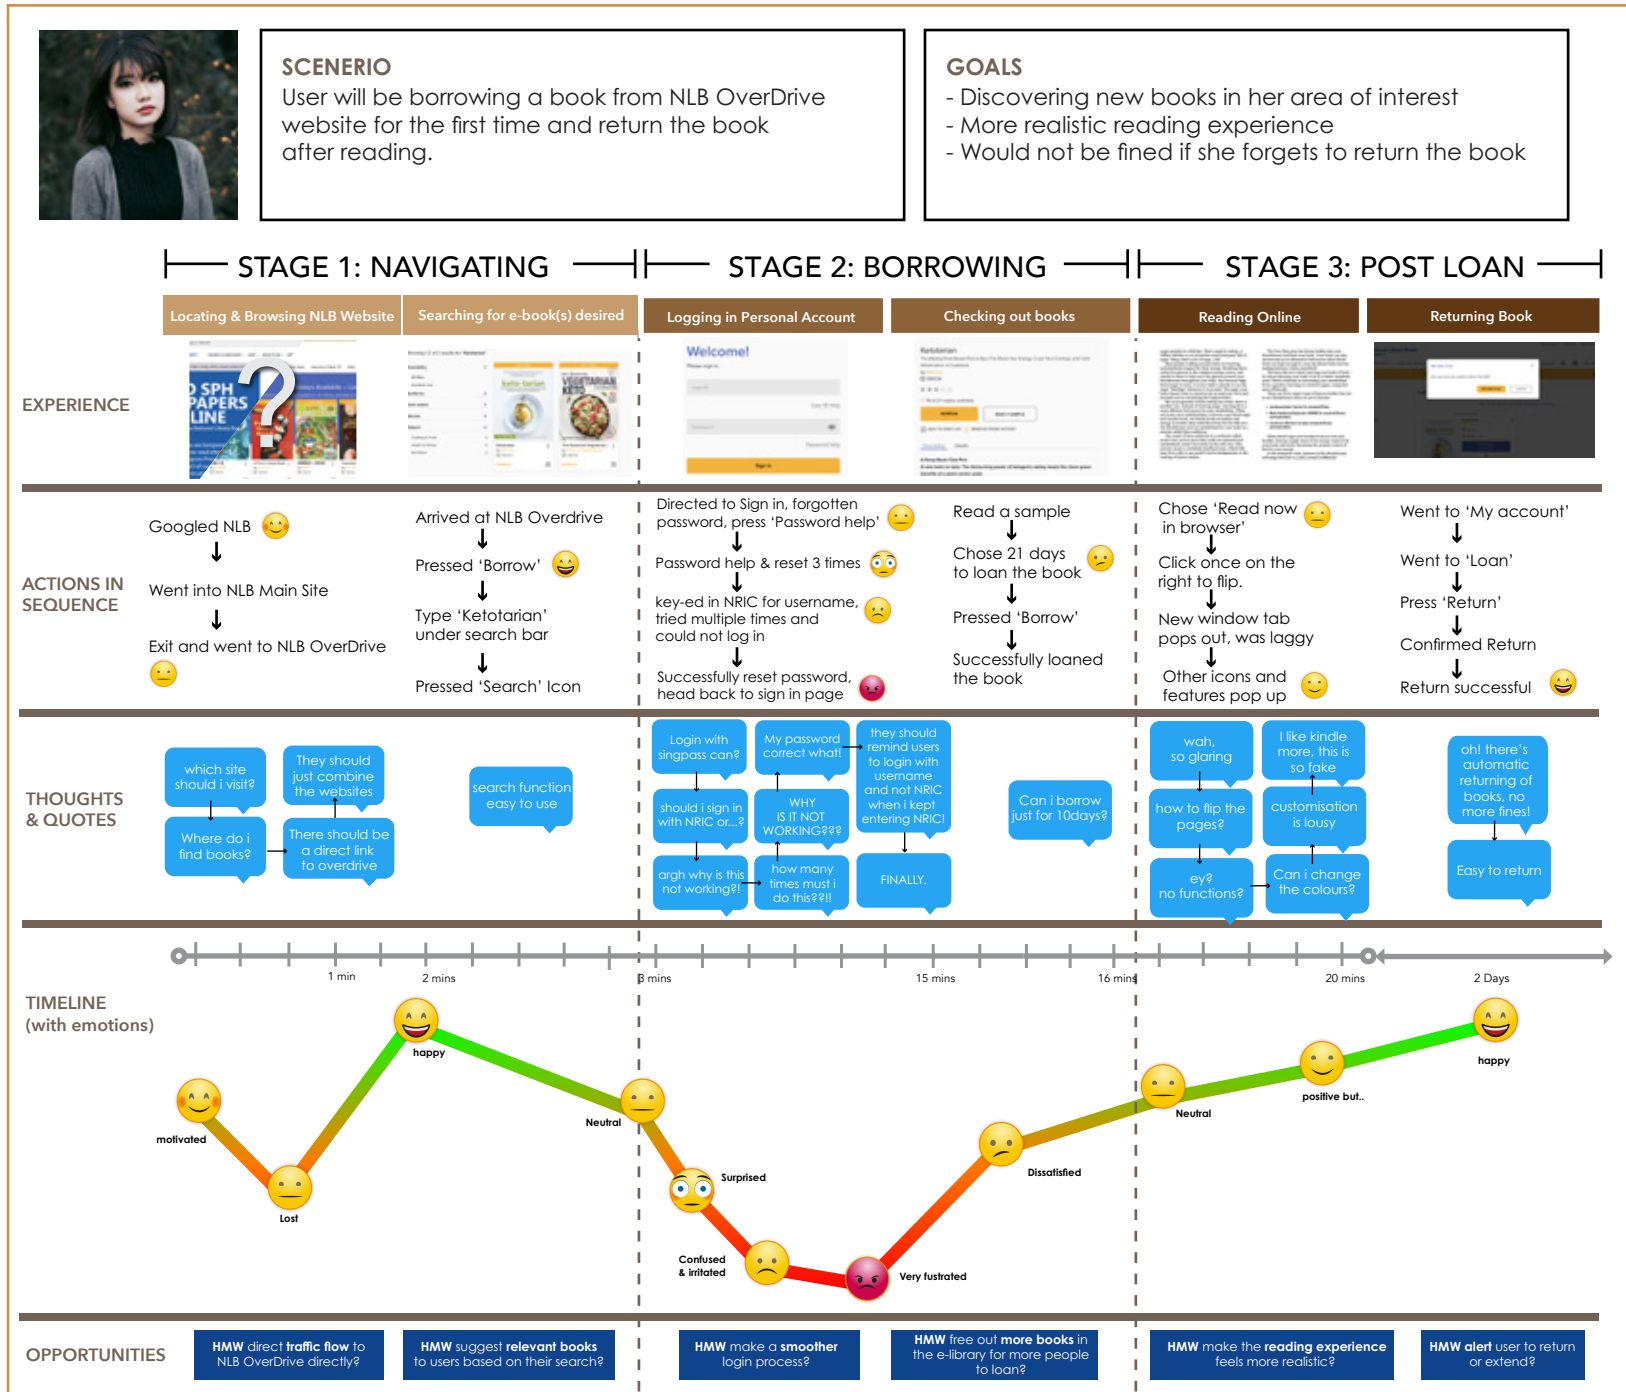 SCENERIO
User will be borrowing a book from NLB OverDrive
website for the first time and return the book
after reading.
GOALS
- Discovering new books in her area of interest
- More realistic reading experience
- Would not be fined if she forgets to return the book
STAGE 1: NAVIGATING
STAGE 2: BORROWING
STAGE 3: POST LOAN
Locating & Browsing NLB Website
Searching for e-book(s) desired
Logging in Personal Account
Checking out books
Reading Online
Returning Book
EXPERIENCE
SPH
PAPERS
LINE
?
keto·tarian
VEGETARIAN
KETO
Welcome!
Please sign in.
Sign in
Ketotarian
ACTIONS IN
SEQUENCE
Googled NLB
Went into NLB Main Site
Exit and went to NLB OverDrive
Arrived at NLB Overdrive
Pressed ‘Borrow’
Type ‘Ketotarian’
under search bar
Pressed ‘Search’ Icon
Directed to Sign in, forgotten
password, press ‘Password help’
Password help & reset 3 times
key-ed in NRIC for username,
tried multiple times and
could not log in
Successfully reset password,
head back to sign in page
Read a sample
Chose 21 days
to loan the book
Pressed ‘Borrow’
Successfully loaned
the book
Chose ‘Read now
in browser’
Click once on the
right to flip.
New window tab
pops out, was laggy
Other icons and
features pop up
Went to ‘My account’
Went to ‘Loan’
Press ‘Return’
Confirmed Return
Return successful
THOUGHTS
& QUOTES
which site
should i visit?
Where do i
find books?
There should be
a direct link
to overdrive
They should
just combine
the websites
search function
easy to use
Login with
singpass can?
should i sign in
with NRIC or...?
argh why is this
not working?!
how many
times must i
do this??!!
WHY
IS IT NOT
WORKING???
My password
correct what!
they should
remind users
to login with
username
and not NRIC
when i kept
entering NRIC!
FINALLY.
Can i borrow
just for 10days?
wah,
so glaring
how to flip the
pages?
ey?
no functions?
Can i change
the colours?
customisation
is lousy
I like kindle
more, this is
so fake
oh! there’s
automatic
returning of
books, no
more fines!
Easy to return
TIMELINE
(with emotions)
1 min
2 mins
3 mins
15 mins
16 mins
20 mins
2 Days
motivated
Lost
happy
Neutral
Surprised
Confused
& irritated
Very fustrated
Dissatisfied
Neutral
positive but..
happy
OPPORTUNITIES
HMW direct traffic flow to
NLB OverDrive directly?
HMW suggest relevant books
to users based on their search?
HMW make a smoother
login process?
HMW free out more books in
the e-library for more people
to loan?
HMW make the reading experience
feels more realistic?
HMW alert user to return
or extend?